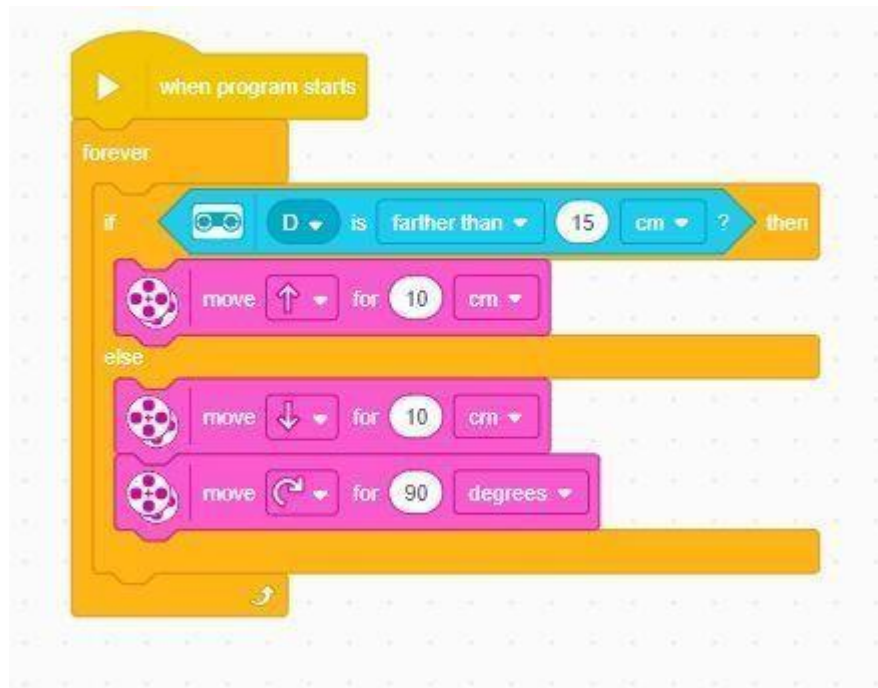 when program starts
forever
if D is farther than 15 cm ? then
move for 10 cm
else
move for 10 cm
move for 90 degrees